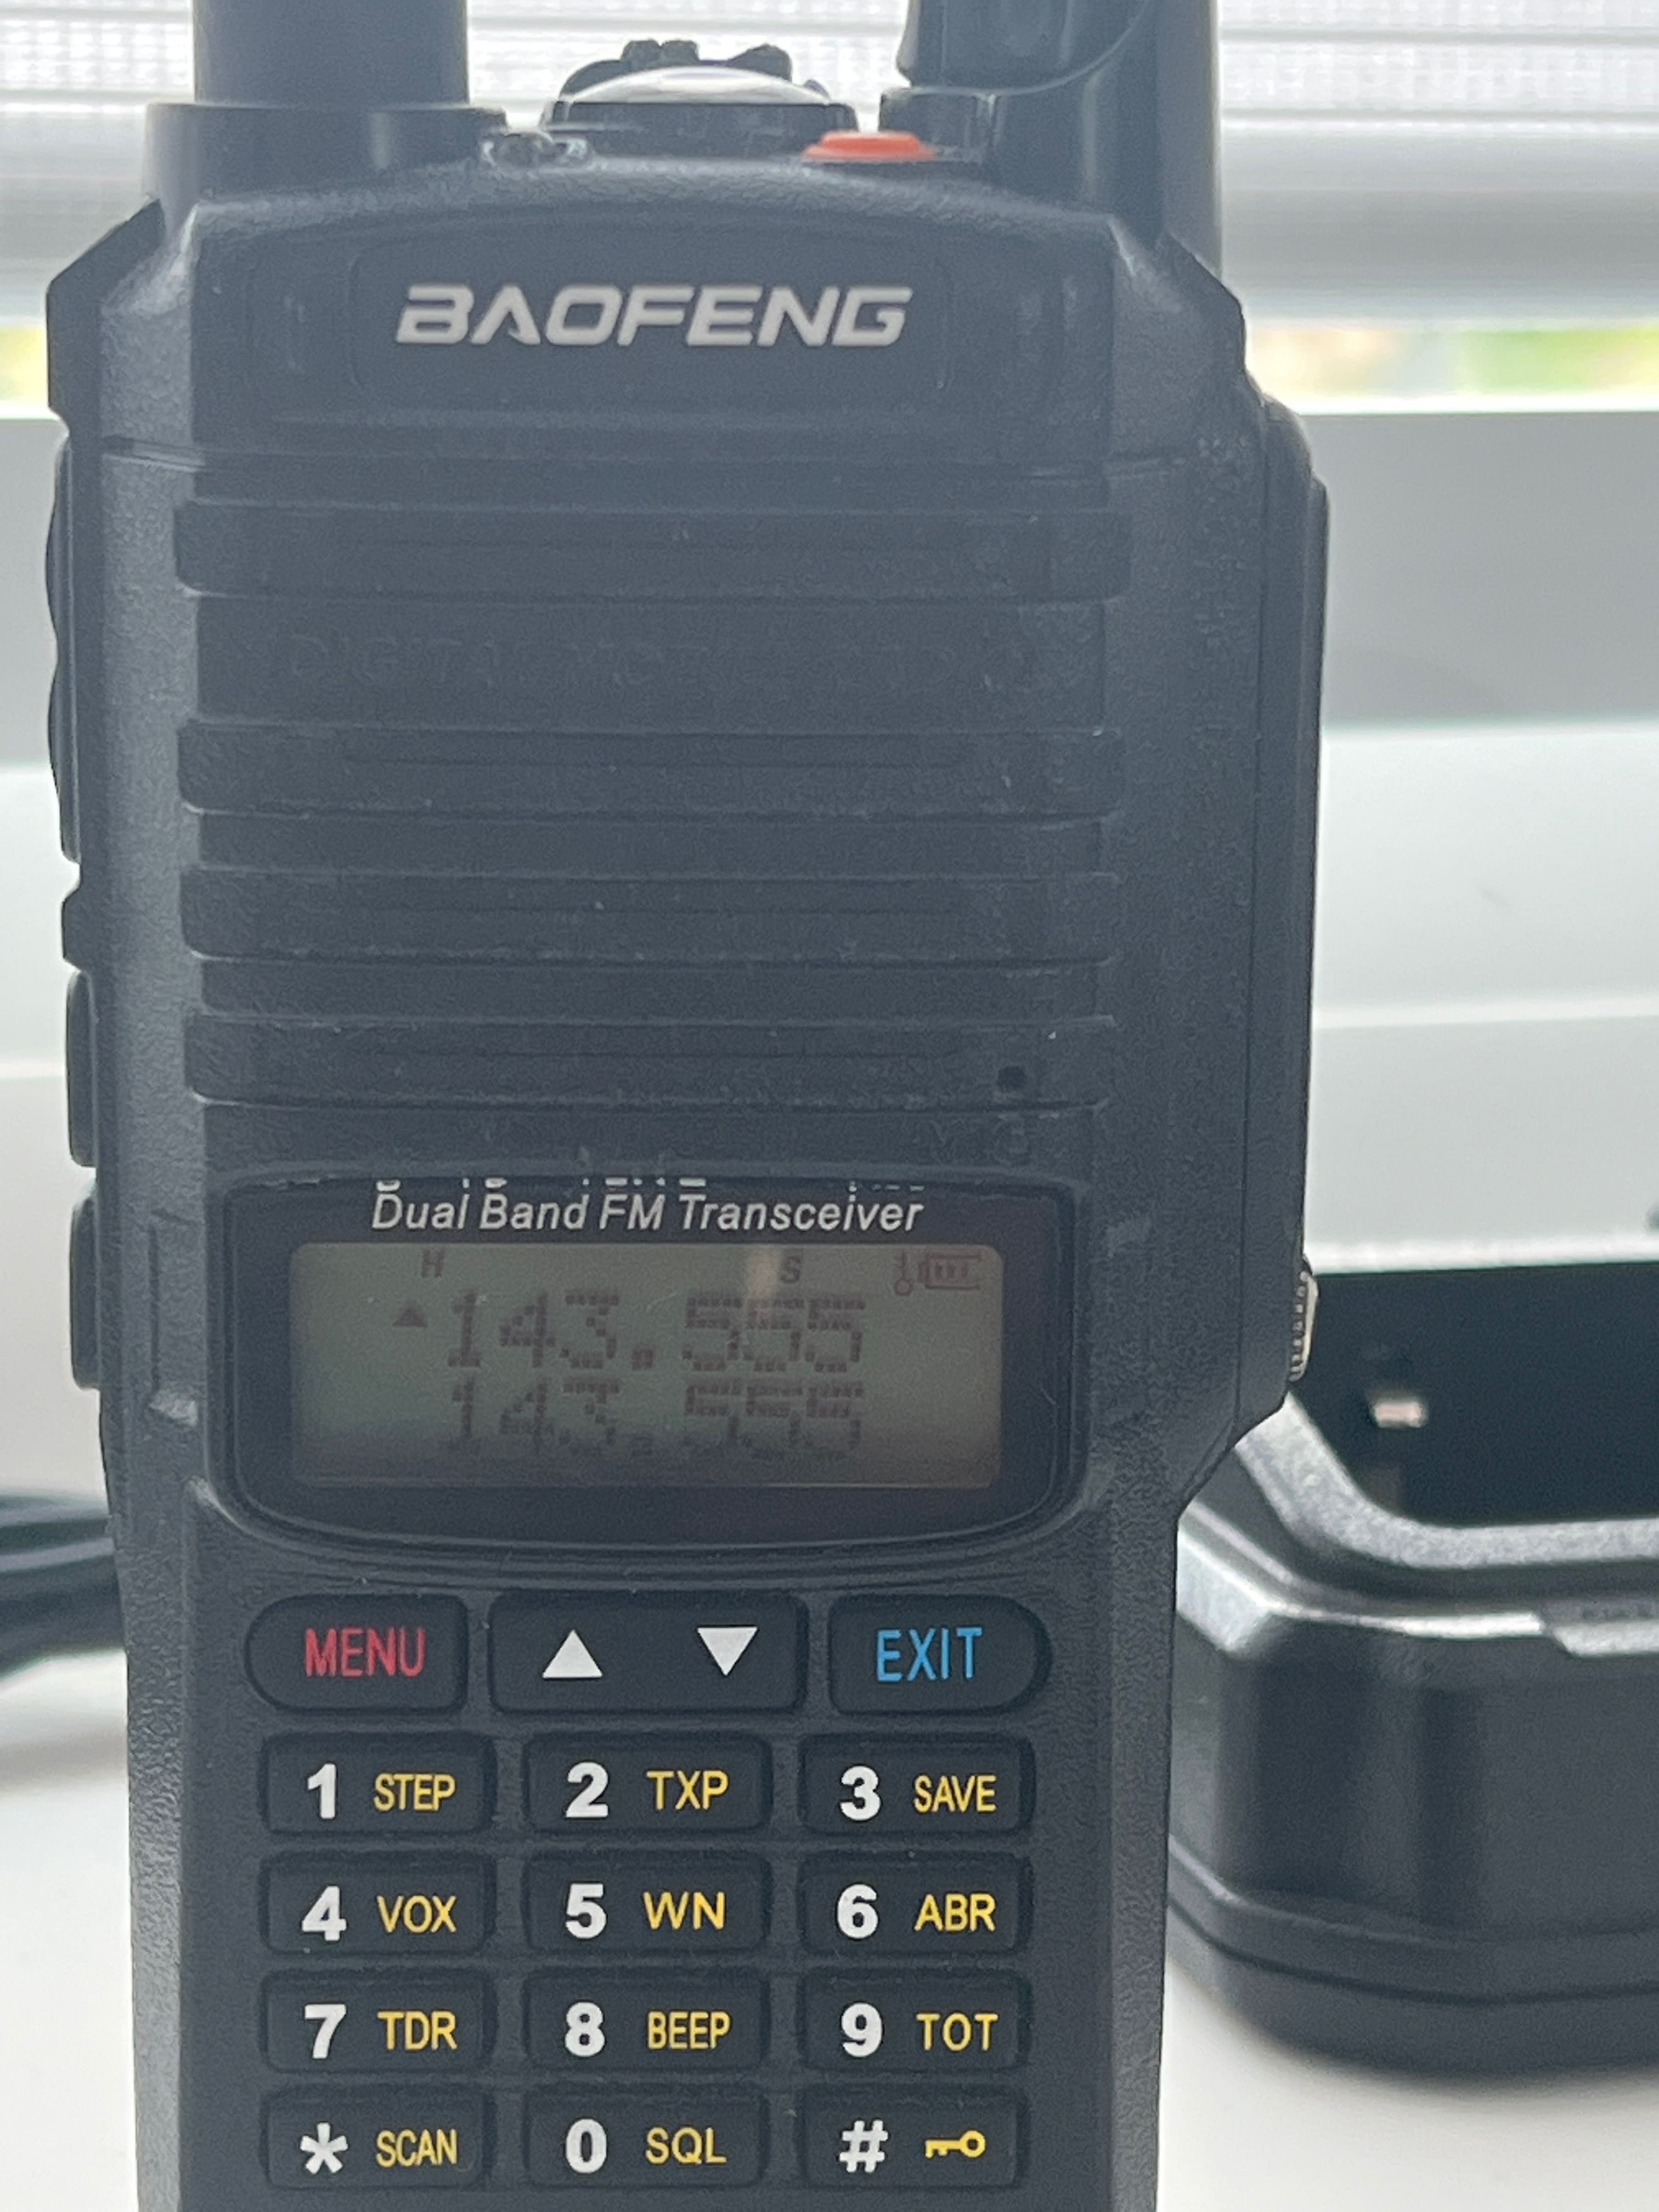 BAOFENG
MIC
Dual Band FM Transceiver
H S
▲143.555
143.555
MENU ▲ ▼ EXIT
1 STEP 2 TXP 3 SAVE
4 VOX 5 WN 6 ABR
7 TDR 8 BEEP 9 TOT
* SCAN 0 SQL #